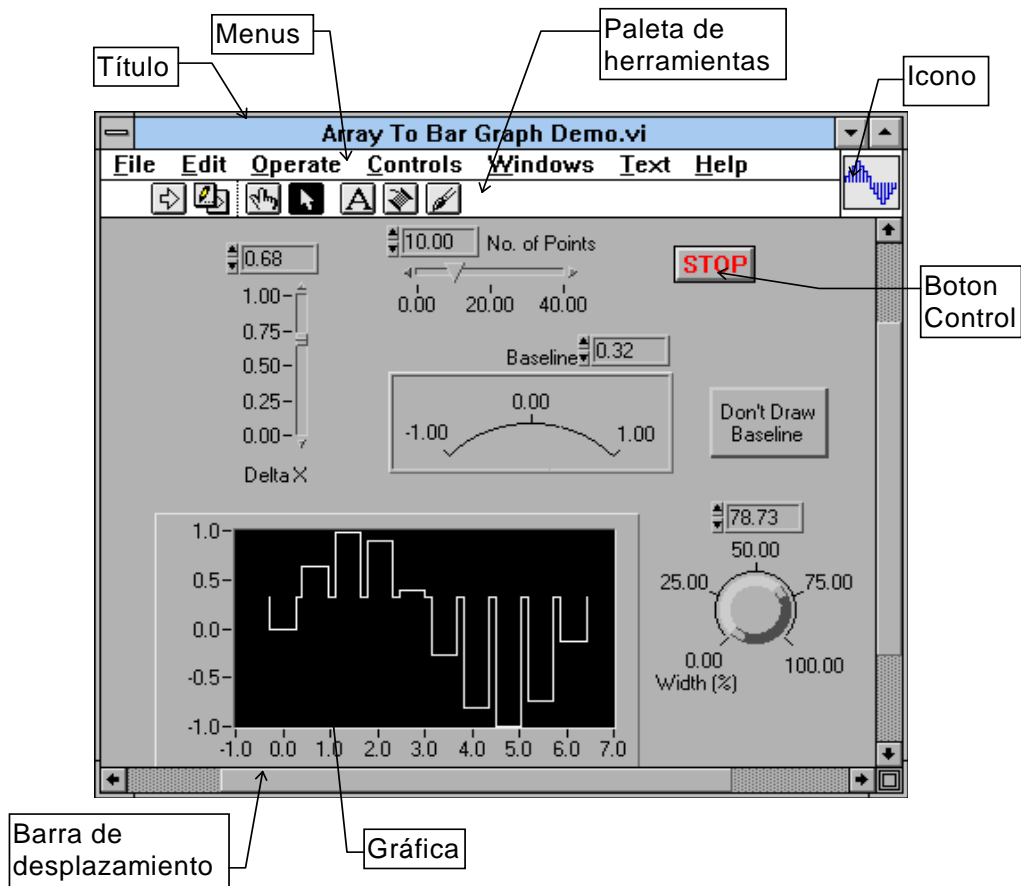 Menus
Paleta de
herramientas
Título
Icono
Array To Bar Graph Demo.vi
File Edit Operate Controls Windows Text Help
A
10.00 No. of Points
0.68
STOP
1.00
0.75
0.50
0.25
0.00
Delta X
0.00 20.00 40.00
Boton
Control
Baseline 0.32
-1.00 0.00 1.00
Don't Draw
Baseline
78.73
50.00
25.00 75.00
0.00 100.00
Width (%)
1.0
0.5
0.0
-0.5
-1.0
-1.0 0.0 1.0 2.0 3.0 4.0 5.0 6.0 7.0
Barra de
desplazamiento
Gráfica